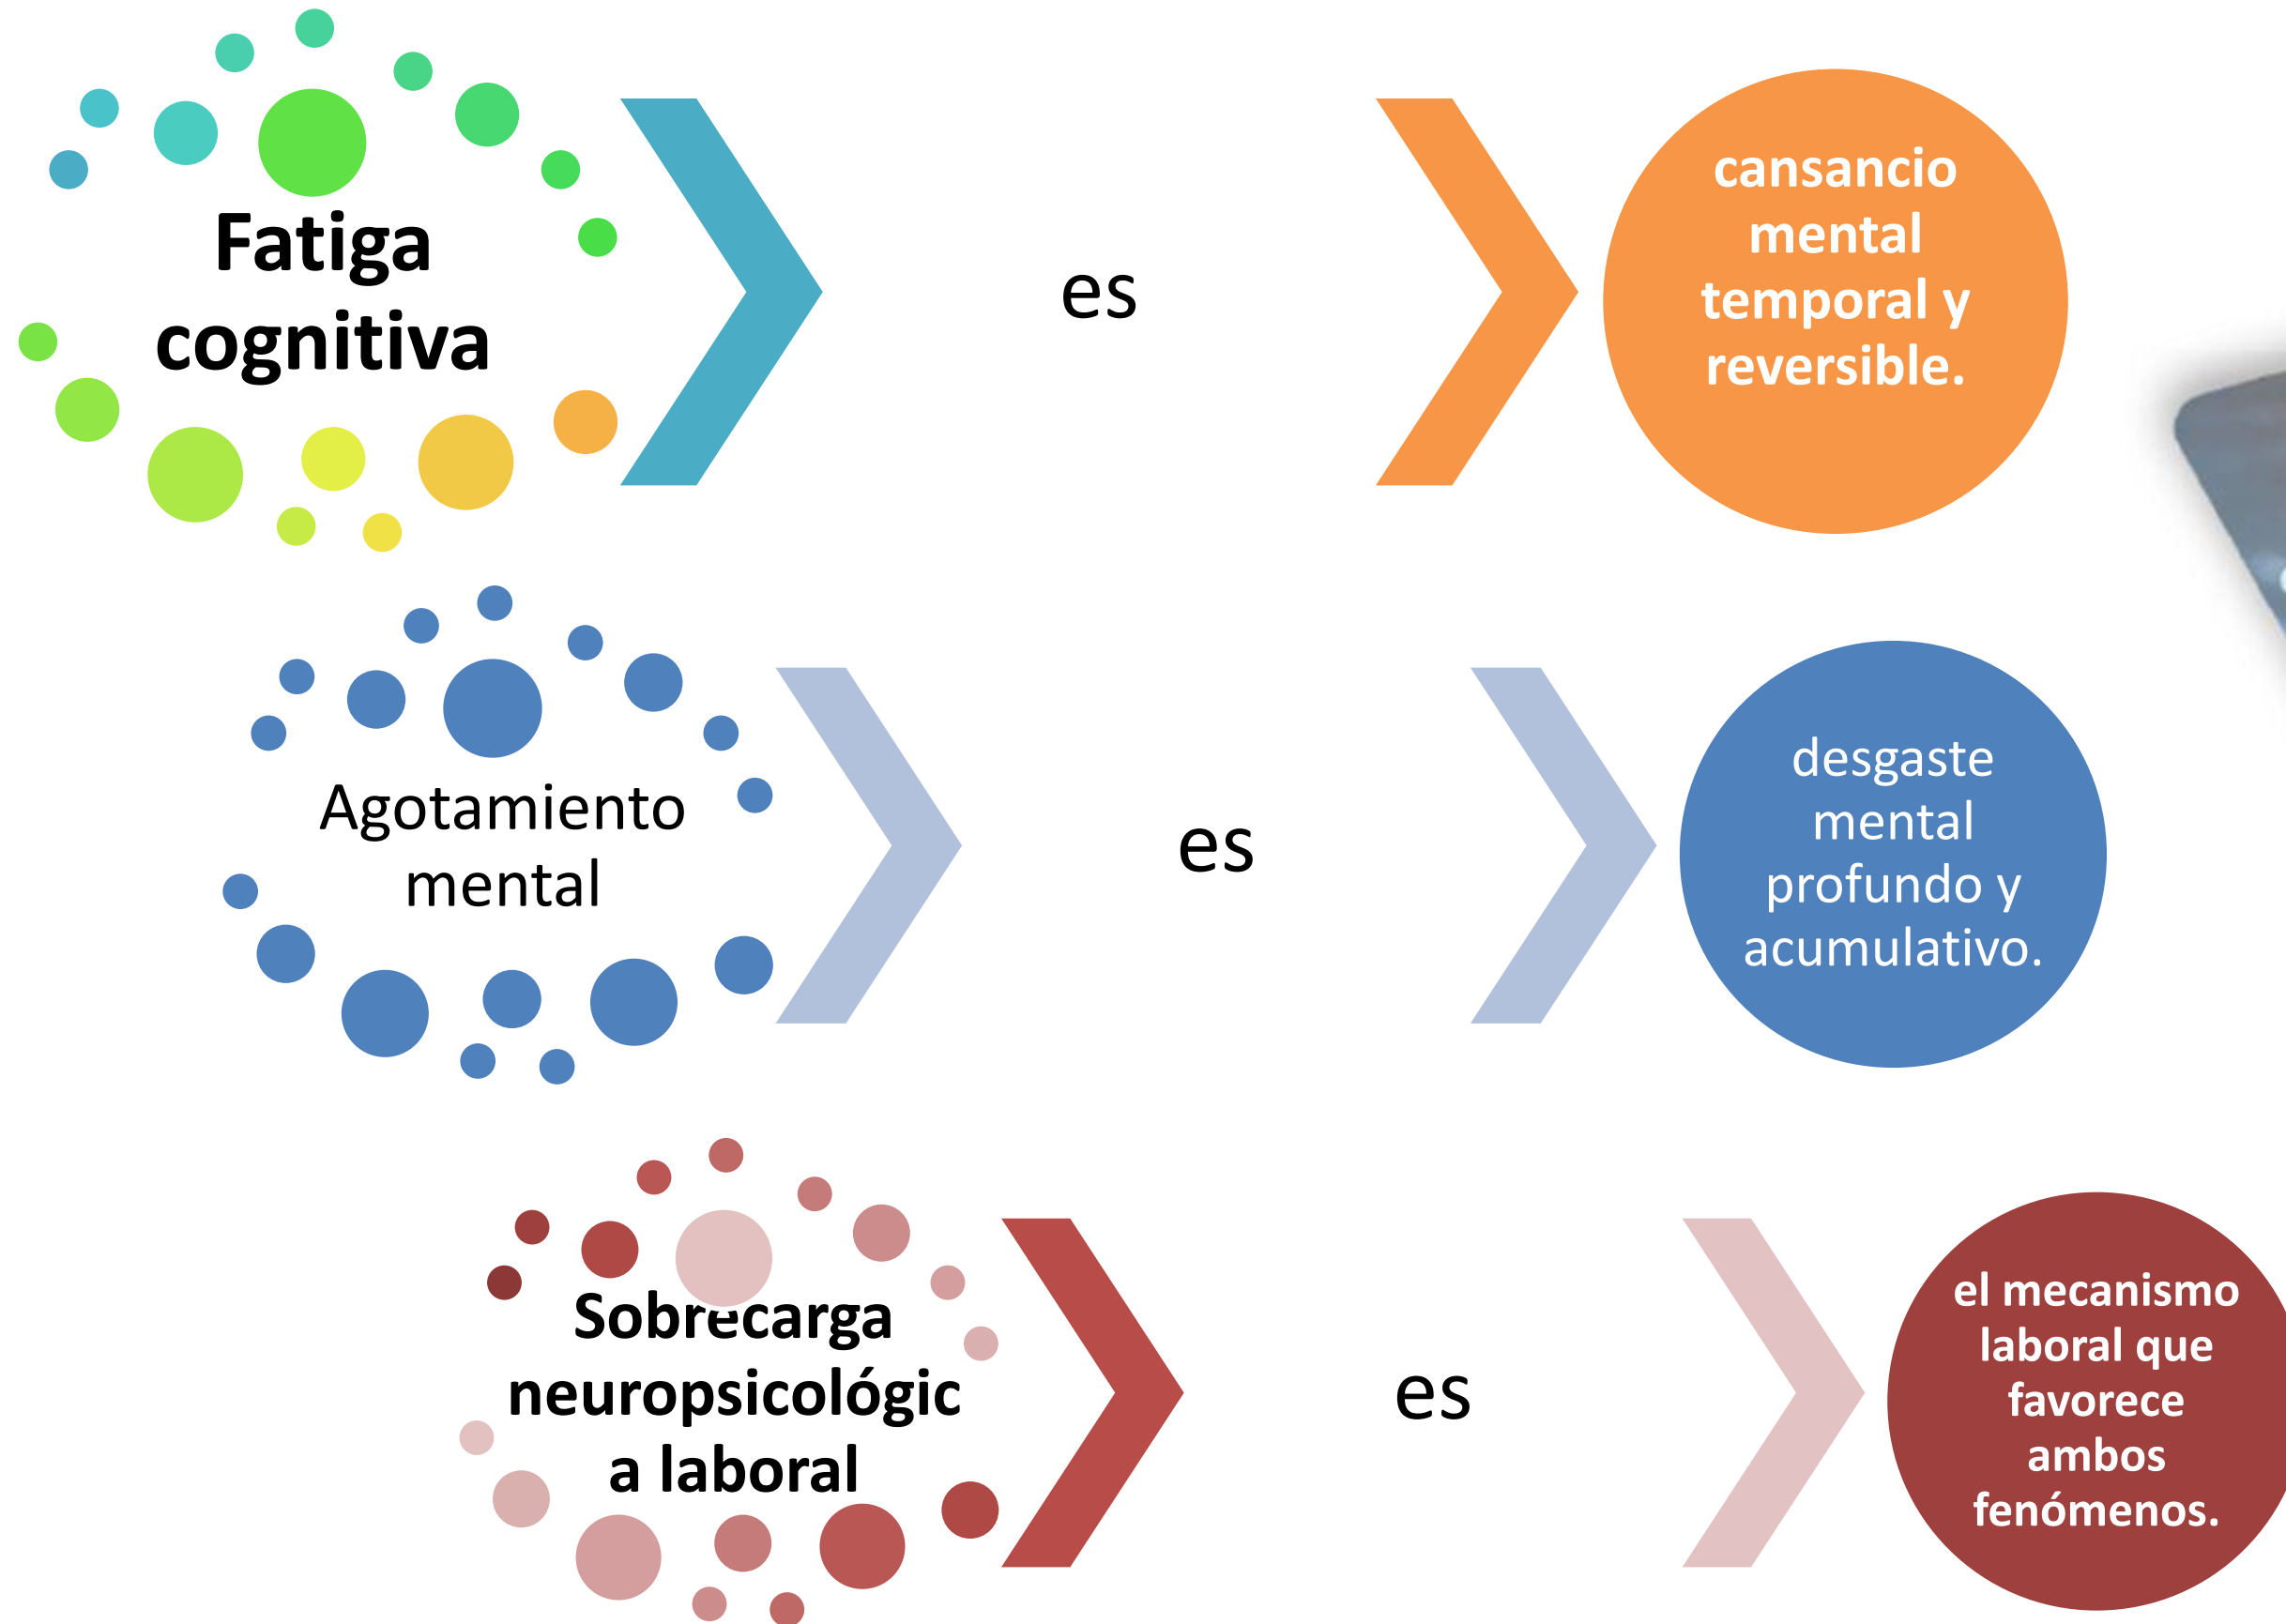 Fatiga
cognitiva
es
cansancio
mental
temporal y
reversible.
Agotamiento
mental
es
desgaste
mental
profundo y
acumulativo.
Sobrecarga
neuropsicológic
a laboral
es
el mecanismo
laboral que
favorece
ambos
fenómenos.